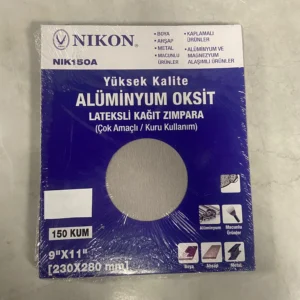 NIKON
NIK150A
• BOYA
• AHŞAP
• METAL
• MACUNLU ÜRÜNLER
• KAPLAMALI ÜRÜNLER
• ALÜMİNYUM VE MAGNEZYUM ALAŞIMLI ÜRÜNLER
Yüksek Kalite
ALÜMİNYUM OKSİT
LATEKSLİ KAĞIT ZIMPARA
(Çok Amaçlı / Kuru Kullanım)
150 KUM
9"X11"
[230X280 mm]
Alüminyum
Macunlu Ürünler
Boya
Ahşap
Metal